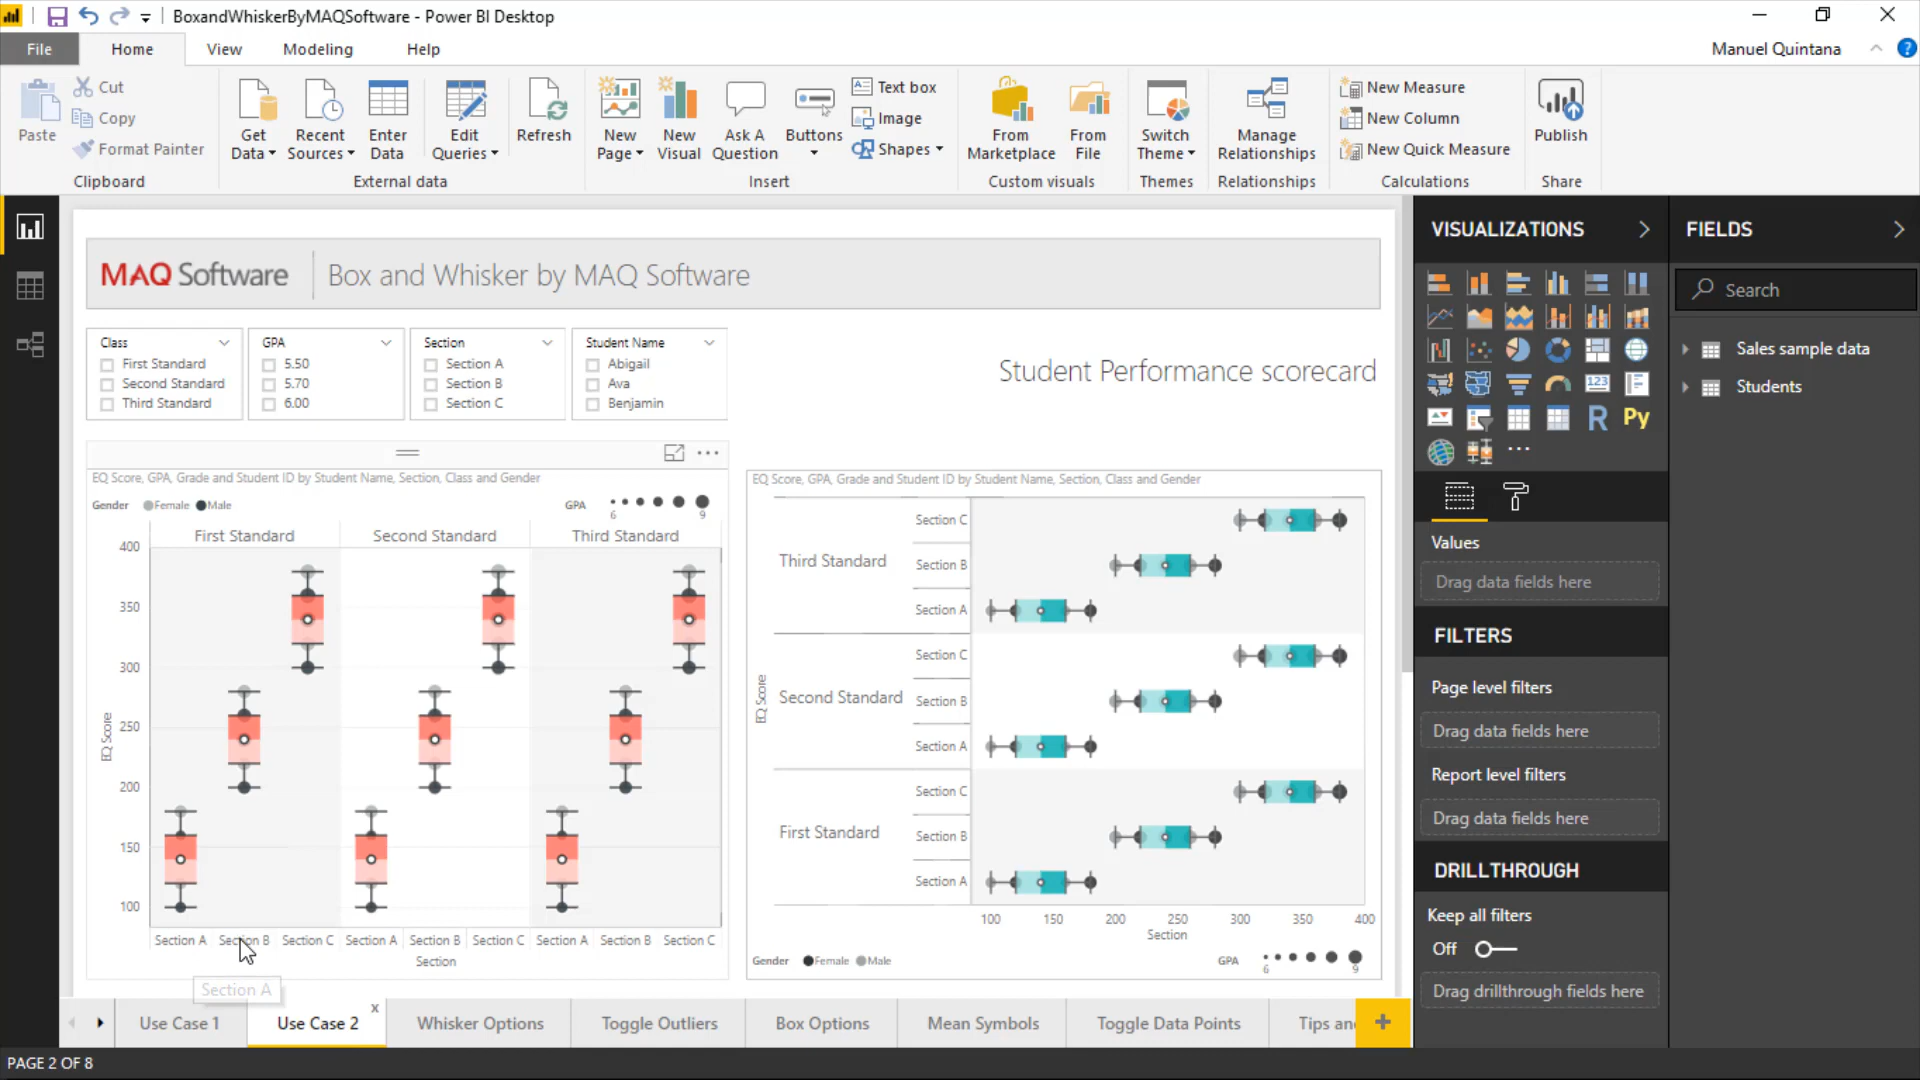 BoxandWhiskerByMAQSoftware - Power BI Desktop
File Home View Modeling Help Manuel Quintana
Paste
Cut
Copy
Format Painter
Clipboard
Get Data
Recent Sources
Enter Data
Edit Queries
Refresh
External data
New Page
New Visual
Ask A Question
Buttons
Text box
Image
Shapes
Insert
From Marketplace
From File
Custom visuals
Switch Theme
Themes
Manage Relationships
Relationships
New Measure
New Column
New Quick Measure
Calculations
Publish
Share
MAQ Software Box and Whisker by MAQ Software
Class
First Standard
Second Standard
Third Standard
GPA
5.50
5.70
6.00
Section
Section A
Section B
Section C
Student Name
Abigail
Ava
Benjamin
Student Performance scorecard
EQ Score, GPA, Grade and Student ID by Student Name, Section, Class and Gender
Gender Female Male GPA
6 9
First Standard Second Standard Third Standard
400
350
300
250
200
150
100
EQ Score
Section A Section B Section C Section A Section B Section C Section A Section B Section C
Section
Section A
EQ Score, GPA, Grade and Student ID by Student Name, Section, Class and Gender
EQ Score
Third Standard
Section C
Section B
Section A
Second Standard
Section C
Section B
Section A
First Standard
Section C
Section B
Section A
100 150 200 250 300 350 400
Section
Gender Female Male GPA
6 9
VISUALIZATIONS
123
R Py
Values
Drag data fields here
FILTERS
Page level filters
Drag data fields here
Report level filters
Drag data fields here
DRILLTHROUGH
Keep all filters
Off
Drag drillthrough fields here
FIELDS
Search
Sales sample data
Students
Use Case 1 Use Case 2 x Whisker Options Toggle Outliers Box Options Mean Symbols Toggle Data Points Tips an
PAGE 2 OF 8